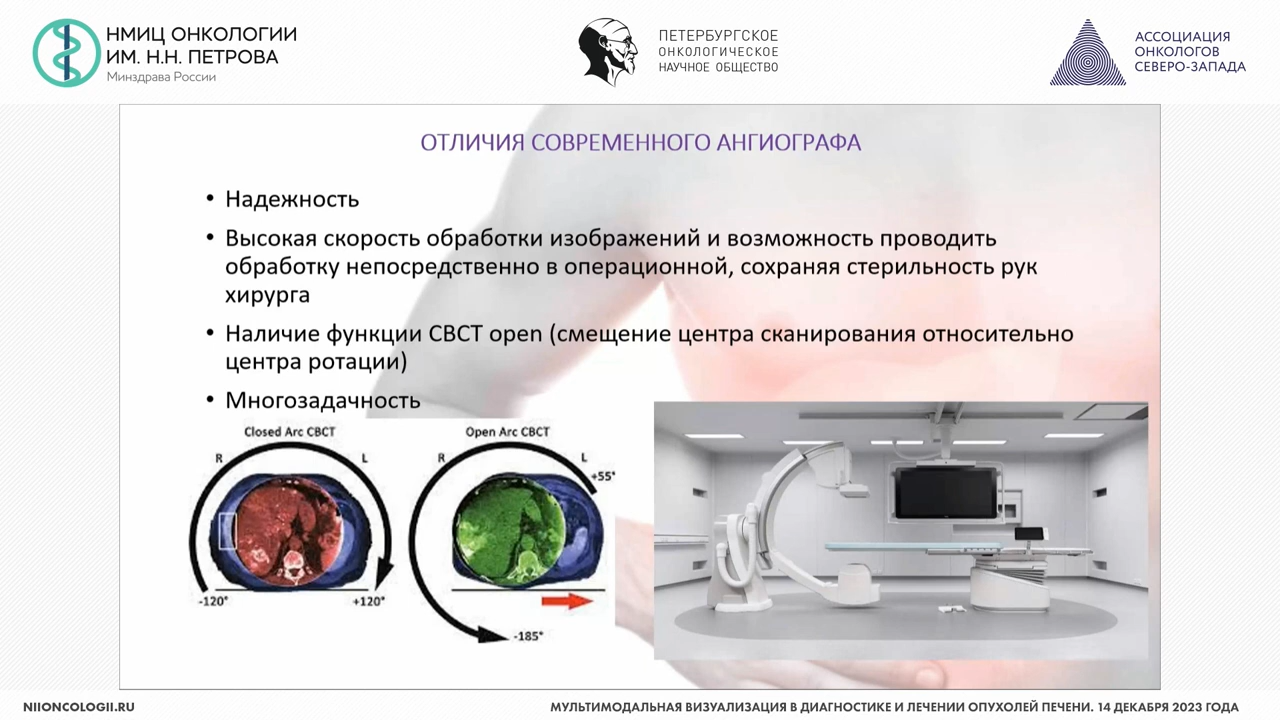 НМИЦ ОНКОЛОГИИ
ИМ. Н.Н. ПЕТРОВА
Минздрава России
ПЕТЕРБУРГСКОЕ
ОНКОЛОГИЧЕСКОЕ
НАУЧНОЕ ОБЩЕСТВО
АССОЦИАЦИЯ
ОНКОЛОГОВ
СЕВЕРО-ЗАПАДА
ОТЛИЧИЯ СОВРЕМЕННОГО АНГИОГРАФА
• Надежность
• Высокая скорость обработки изображений и возможность проводить
обработку непосредственно в операционной, сохраняя стерильность рук
хирурга
• Наличие функции CBCT open (смещение центра сканирования относительно
центра ротации)
• Многозадачность
Closed Arc CBCT
R
L
-120°
+120°
Open Arc CBCT
R
L
+55°
-185°
NIIONCOLOGII.RU
МУЛЬТИМОДАЛЬНАЯ ВИЗУАЛИЗАЦИЯ В ДИАГНОСТИКЕ И ЛЕЧЕНИИ ОПУХОЛЕЙ ПЕЧЕНИ. 14 ДЕКАБРЯ 2023 ГОДА